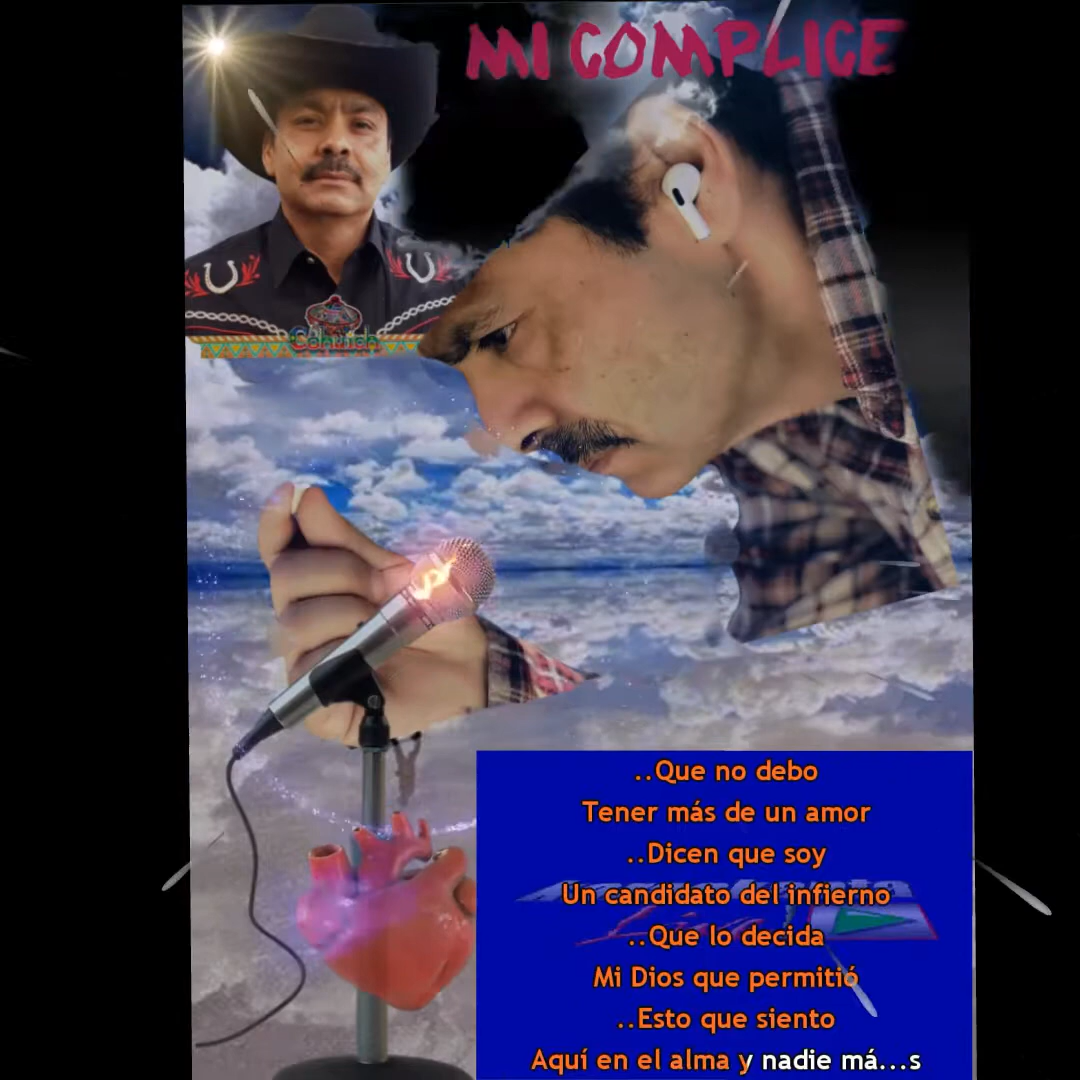 MI COMPLICE
..Que no debo
Tener más de un amor
..Dicen que soy
Un candidato del infierno
..Que lo decida
Mi Dios que permitió
..Esto que siento
Aquí en el alma y nadie má...s